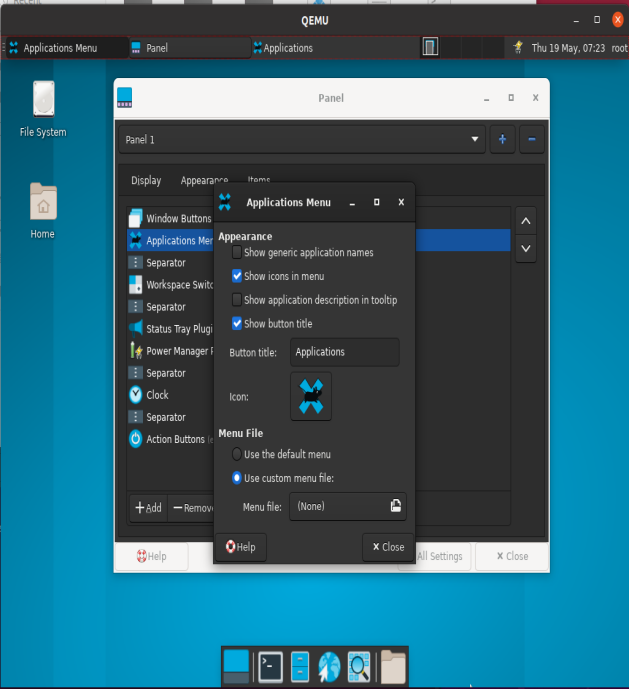 QEMU
Applications Menu
Panel
Applications
Thu 19 May, 07:23 root
File System
Home
Panel
Panel 1
Display Appearance Items
Window Buttons
Applications Men
Separator
Workspace Switc
Separator
Status Tray Plugi
Power Manager P
Separator
Clock
Separator
Action Buttons
Add Remove
Help All Settings Close
Applications Menu
Appearance
Show generic application names
Show icons in menu
Show application description in tooltip
Show button title
Button title: Applications
Icon:
Menu File
Use the default menu
Use custom menu file:
Menu file: (None)
Help Close